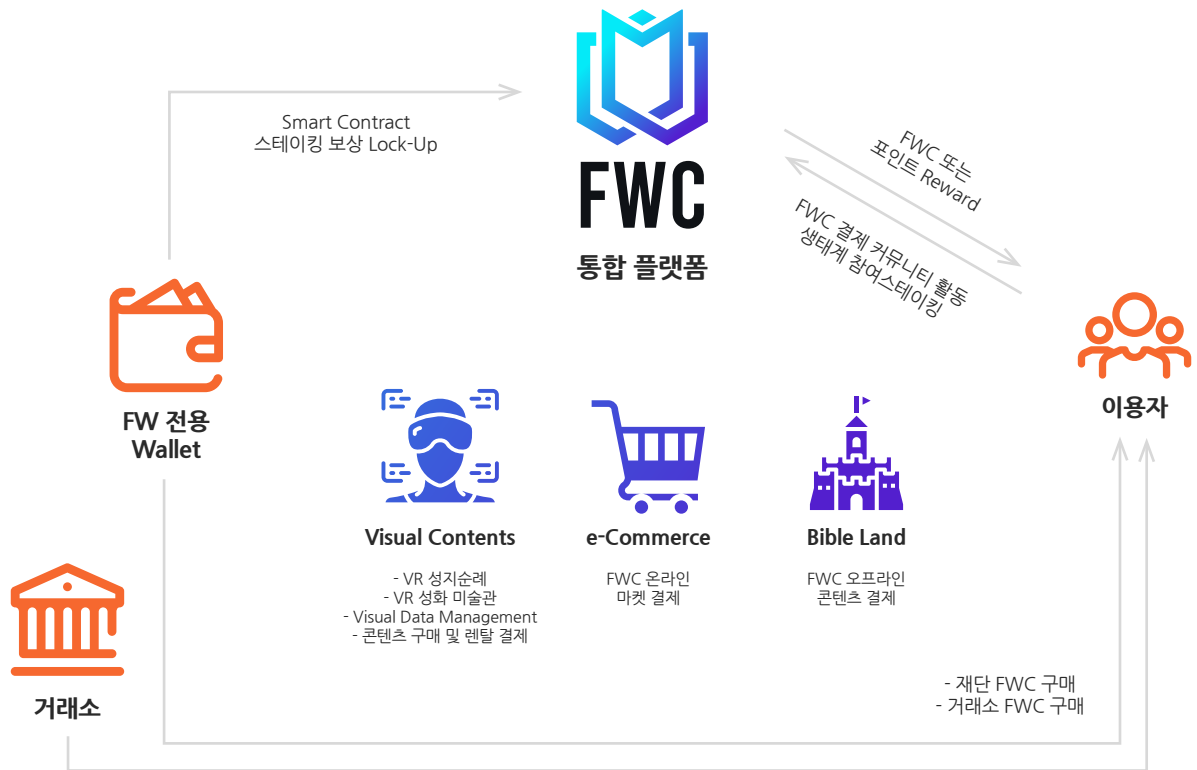 Smart Contract
스테이킹 보상 Lock-Up
FWC
통합 플랫폼
FWC 또는
포인트 Reward
FWC 결제 커뮤니티 활동
생태계 참여스테이킹
FW 전용
Wallet
이용자
Visual Contents
- VR 성지순례
- VR 성화 미술관
- Visual Data Management
- 콘텐츠 구매 및 렌탈 결제
e-Commerce
FWC 온라인
마켓 결제
Bible Land
FWC 오프라인
콘텐츠 결제
거래소
- 재단 FWC 구매
- 거래소 FWC 구매